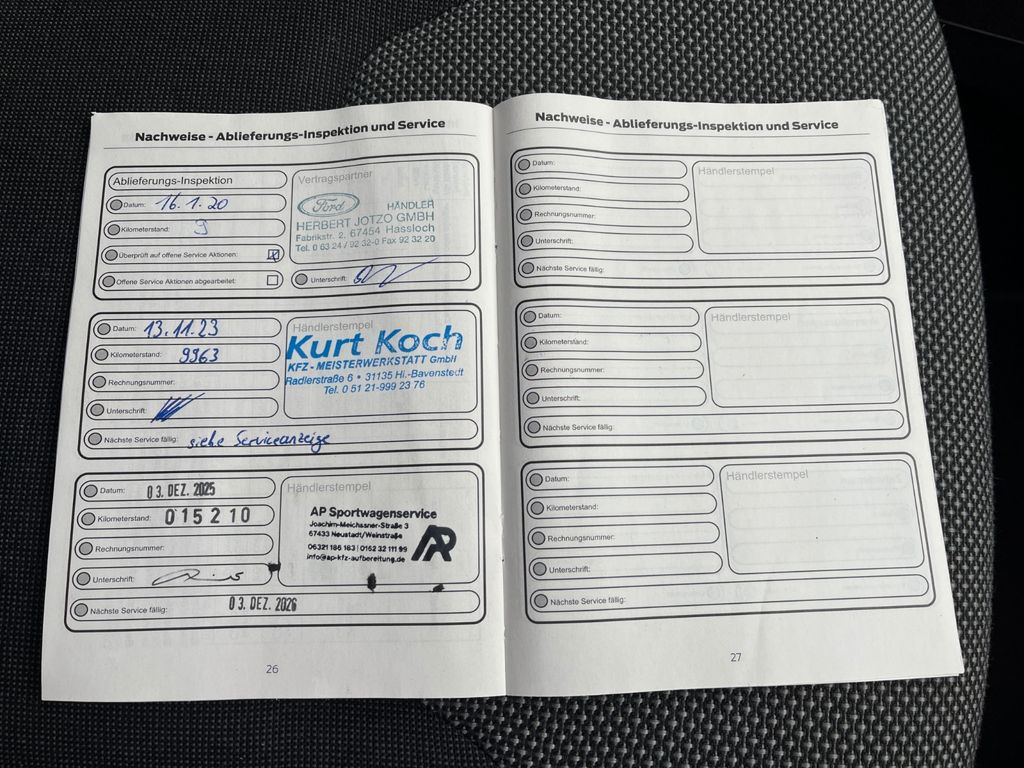 Nachweise - Ablieferungs-Inspektion und Service
Ablieferungs-Inspektion
Datum: 16.1.20
Kilometerstand: 9
Überprüft auf offene Service Aktionen:
Offene Service Aktionen abgearbeitet:
Vertragspartner
Ford HÄNDLER
HERBERT JOTZO GMBH
Fabrikstr. 2, 67454 Hassloch
Tel. 0 63 24 / 92 32-0 Fax 92 32 20
Unterschrift:
Datum: 13.11.23
Kilometerstand: 9963
Rechnungsnummer:
Unterschrift:
Nächste Service fällig: siehe Serviceanzeige
Händlerstempel
Kurt Koch
KFZ - MEISTERWERKSTATT GmbH
Radlerstraße 6 • 31135 Hi.-Bavenstedt
Tel. 0 51 21-999 23 76
Datum: 03. DEZ. 2025
Kilometerstand: 015210
Rechnungsnummer:
Unterschrift:
Nächste Service fällig: 03. DEZ. 2026
Händlerstempel
AP Sportwagenservice
Joachim-Meichssner-Straße 3
67433 Neustadt/Weinstraße
06321 186 183 | 0162 32 111 99
info@ap-kfz-aufbereitung.de
AP
26
Nachweise - Ablieferungs-Inspektion und Service
Datum:
Kilometerstand:
Rechnungsnummer:
Unterschrift:
Nächste Service fällig:
Händlerstempel
Datum:
Kilometerstand:
Rechnungsnummer:
Unterschrift:
Nächste Service fällig:
Händlerstempel
Datum:
Kilometerstand:
Rechnungsnummer:
Unterschrift:
Nächste Service fällig:
Händlerstempel
27